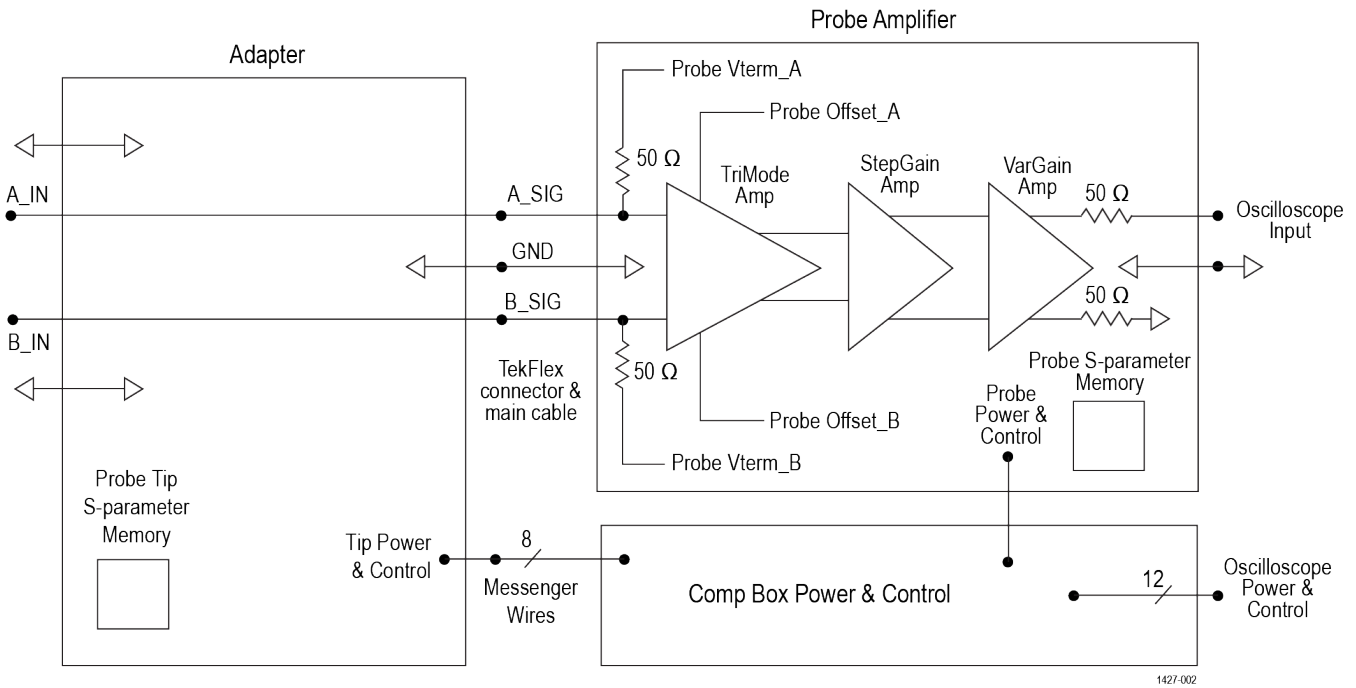 Probe Amplifier
Adapter
Probe Vterm_A
Probe Offset_A
50 Ω
TriMode
Amp
StepGain
Amp
VarGain
Amp
50 Ω
A_IN
A_SIG
Oscilloscope
Input
GND
B_SIG
50 Ω
B_IN
TekFlex
connector &
main cable
50 Ω
Probe S-parameter
Memory
Probe
Power &
Control
Probe Offset_B
Probe Vterm_B
Probe Tip
S-parameter
Memory
Tip Power
& Control
8
Messenger
Wires
Comp Box Power & Control
12
Oscilloscope
Power &
Control
1427-002